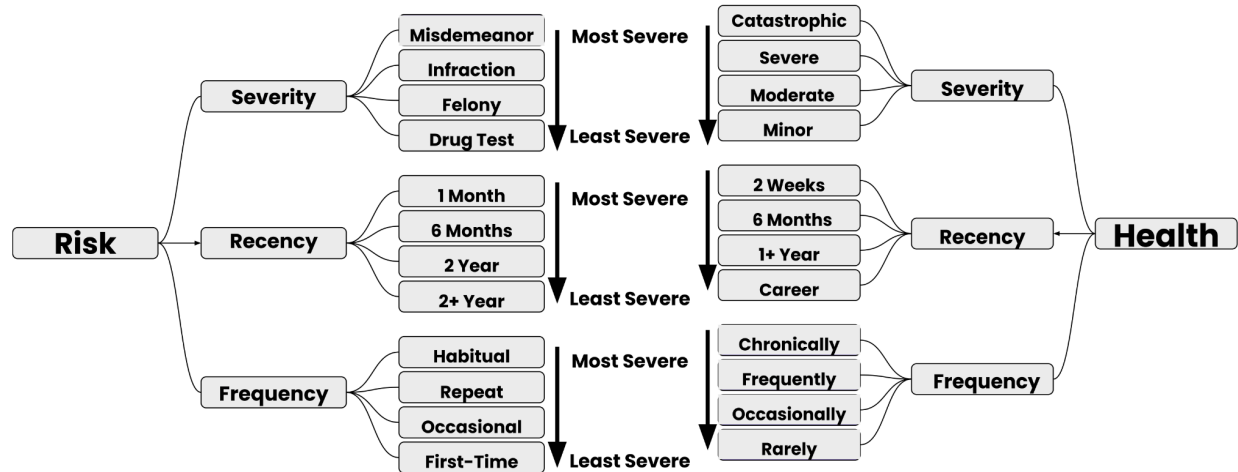 Risk
Severity
Misdemeanor
Infraction
Felony
Drug Test
Recency
1 Month
6 Months
2 Year
2+ Year
Frequency
Habitual
Repeat
Occasional
First-Time
Most Severe
Least Severe
Most Severe
Least Severe
Most Severe
Least Severe
Catastrophic
Severe
Moderate
Minor
Severity
2 Weeks
6 Months
1+ Year
Career
Recency
Chronically
Frequently
Occasionally
Rarely
Frequency
Health